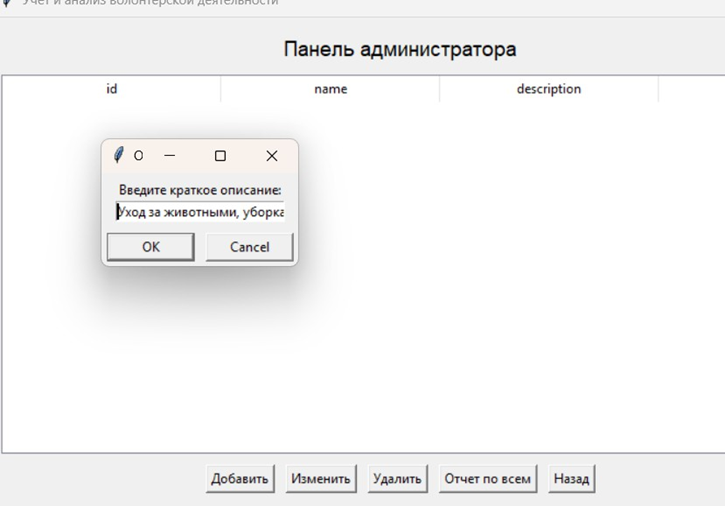 Учет и анализ волонтерской деятельности
Панель администратора
id name description
О
Введите краткое описание:
Уход за животными, уборка
OK Cancel
Добавить Изменить Удалить Отчет по всем Назад